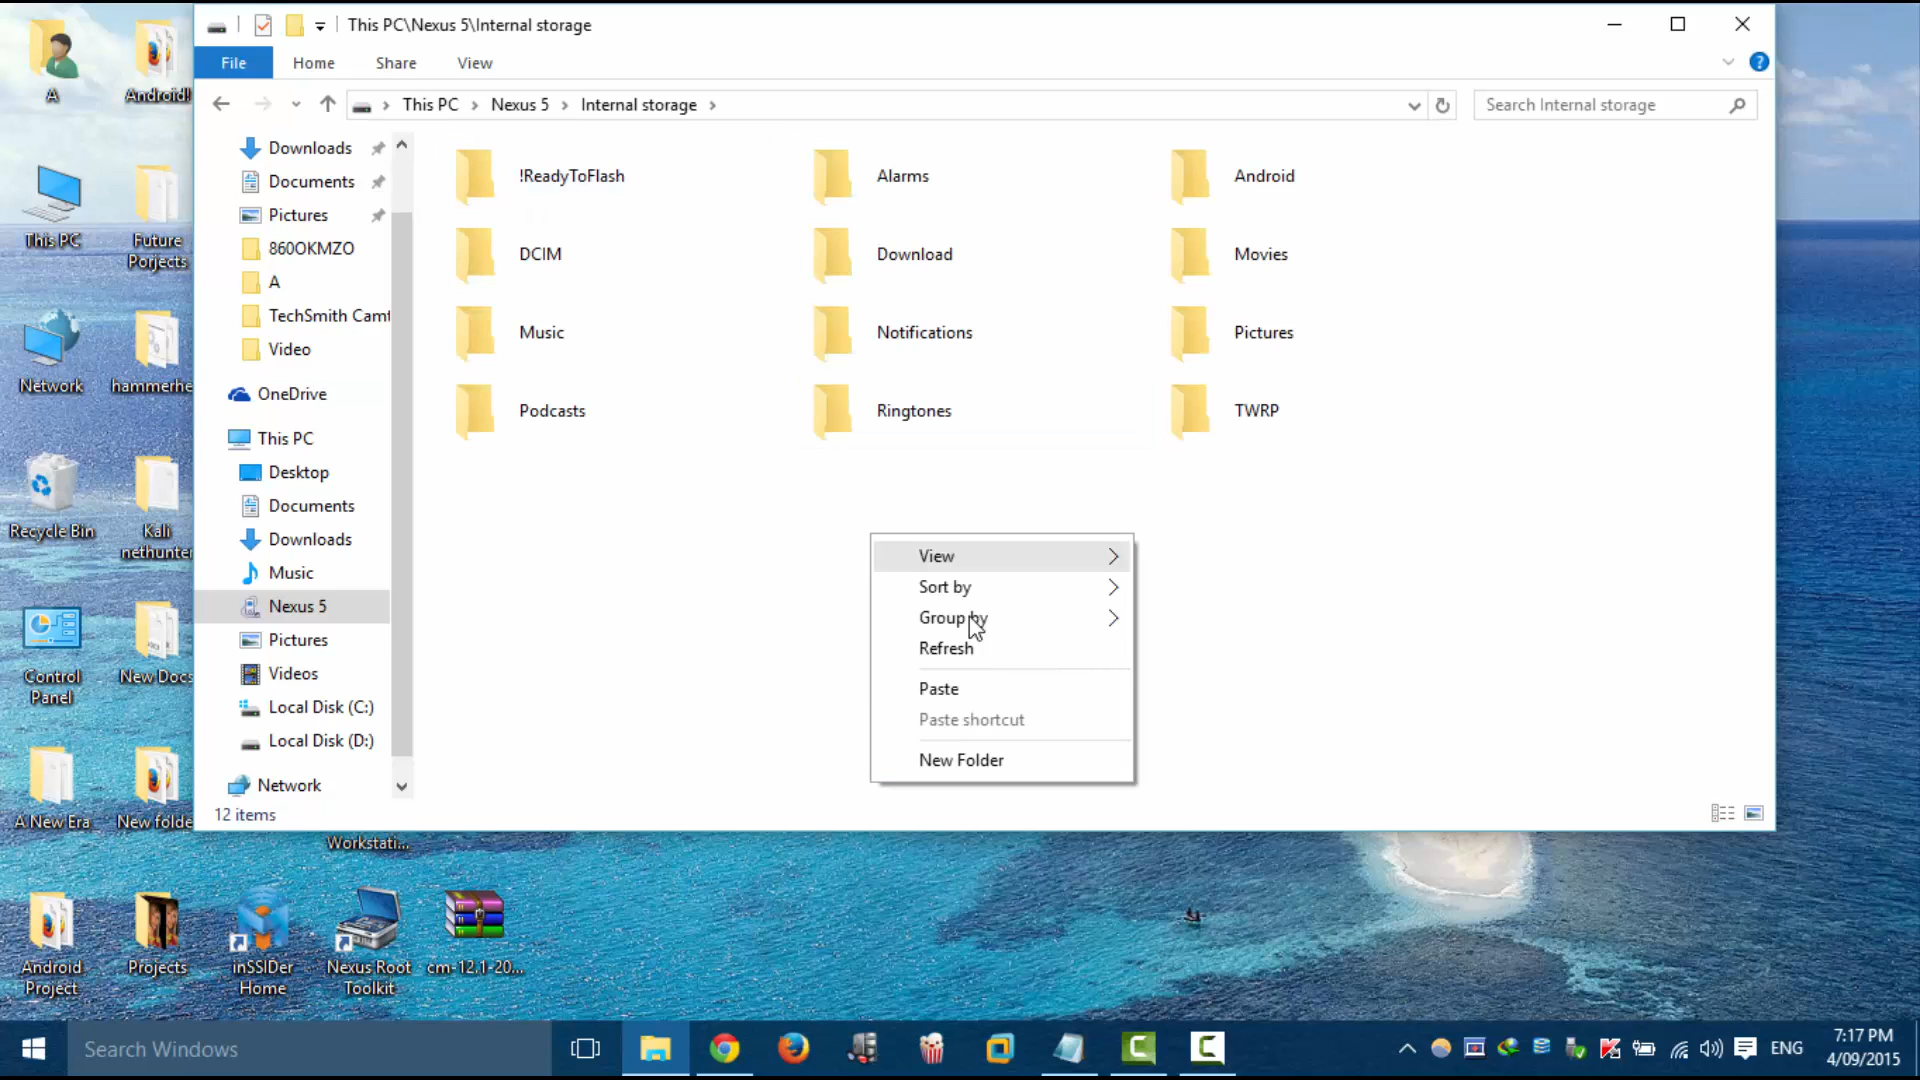 This PC\Nexus 5\Internal storage
File
Home
Share
View
This PC
Nexus 5
Internal storage
Search Internal storage
Downloads
Documents
Pictures
860OKMZO
A
TechSmith Camt
Video
OneDrive
This PC
Desktop
Documents
Downloads
Music
Nexus 5
Pictures
Videos
Local Disk (C:)
Local Disk (D:)
Network
12 items
!ReadyToFlash
Alarms
Android
DCIM
Download
Movies
Music
Notifications
Pictures
Podcasts
Ringtones
TWRP
View
Sort by
Group by
Refresh
Paste
Paste shortcut
New Folder
A
Android!
This PC
Future
Porjects
Network
hammerhe
Recycle Bin
Kali
nethunter
Control
Panel
New Docs
A New Era
New folde
Workstati...
Android
Project
Projects
inSSIDer
Home
Nexus Root
Toolkit
cm-12.1-20...
Search Windows
ENG
7:17 PM
4/09/2015